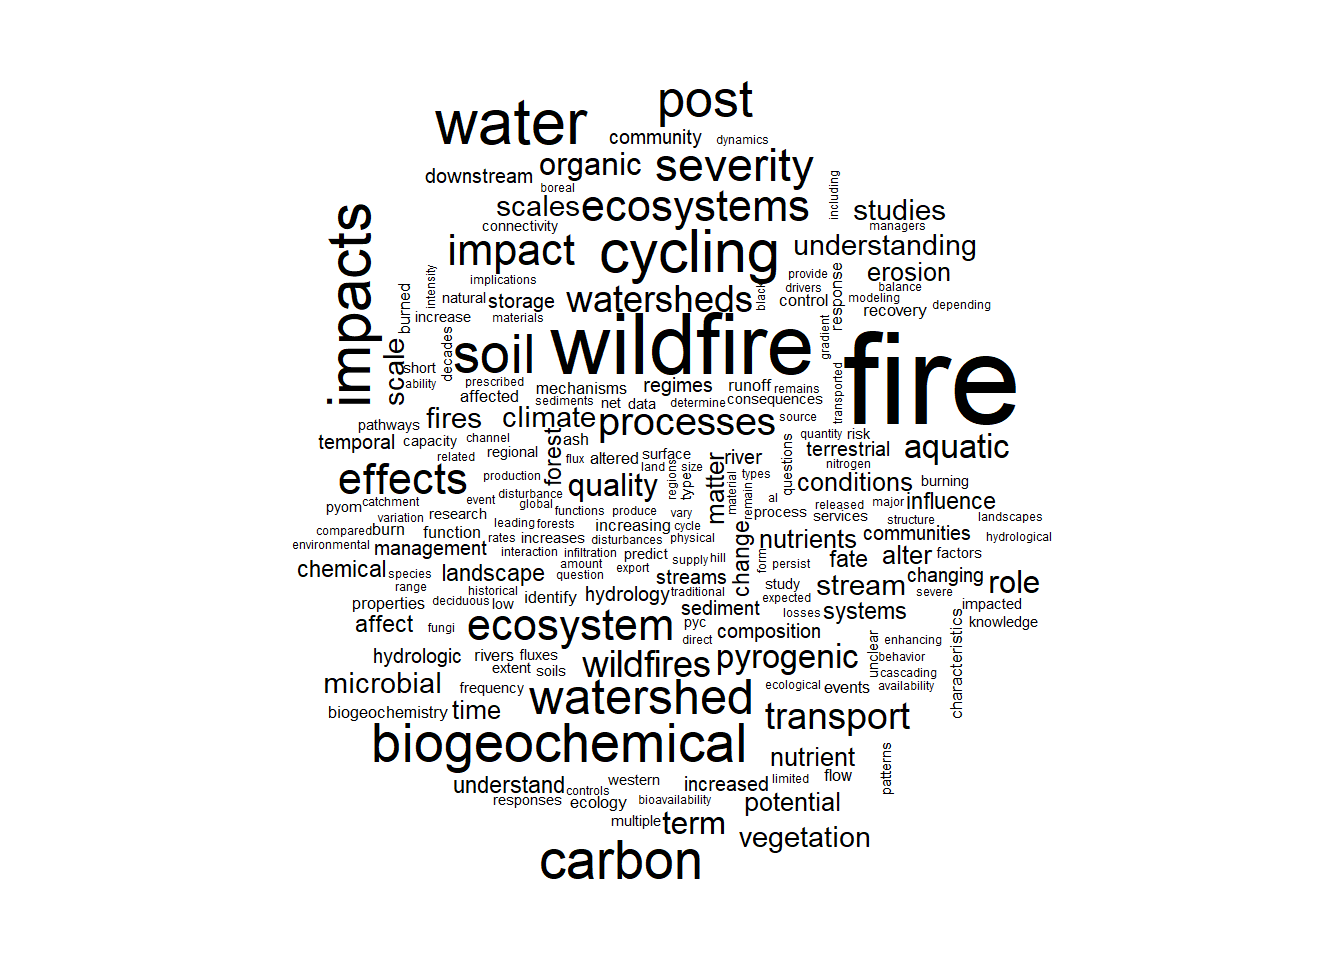 post
water
community
dynamics
organic
severity
downstream
boreal
including
scales
ecosystems
studies
connectivity
managers
impacts
impact
cycling
understanding
intensity
implications
provide
response
erosion
burned
natural
storage
watersheds
black
drivers
control
modeling
balance
recovery
depending
increase
materials
wildfire
gradient
fire
scale
decades
soil
short
ability
prescribed
affected
mechanisms
regimes
runoff
remains
transported
sediments
net
data
determine
consequences
pathways
fires
climate
processes
source
quantity
risk
temporal
capacity
channel
forest
ash
aquatic
related
regional
flux
altered
surface
land
regions
size
types
river
matter
questions
terrestrial
nitrogen
effects
production
quality
material
types
conditions
burning
pyom
catchment
event
disturbance
global
functions
produce
vary
remain
al
process
released
services
major
influence
structure
landscapes
variation
research
leading
forests
increasing
cycle
compared
burn
function
rates
increases
disturbances
physical
change
nutrients
communities
hydrological
environmental
management
interaction
infiltration
predict
supply
hill
form
persist
fate
alter
factors
chemical
species
landscape
amount
question
export
streams
traditional
study
stream
changing
severe
role
range
historical
identify
hydrology
expected
properties
deciduous
low
sediment
losses
systems
impacted
affect
fungi
ecosystem
pyc
direct
composition
unclear
enhancing
characteristics
knowledge
hydrologic
rivers
fluxes
wildfires
pyrogenic
behavior
cascading
extent
soils
microbial
frequency
watershed
ecological
events
availability
biogeochemistry
time
transport
biogeochemical
nutrient
patterns
understand
controls
western
increased
limited
flow
responses
ecology
bioavailability
potential
multiple
term
vegetation
carbon